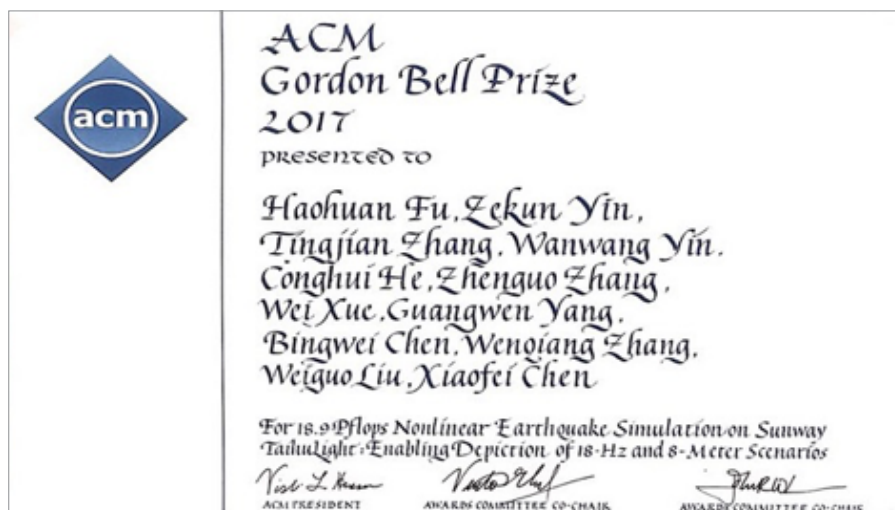 acm
ACM
Gordon Bell Prize
2017
PRESENTED TO
Haohuan Fu, Zekun Yin,
Tingjian Zhang, Wanwang Yin,
Conghui He, Zhenguo Zhang,
Wei Xue, Guangwen Yang,
Bingwei Chen, Wenqiang Zhang,
Weiguo Liu, Xiaofei Chen
For 18.9 Pflops Nonlinear Earthquake Simulation on Sunway
TaihuLight: Enabling Depiction of 18-Hz and 8-Meter Scenarios
ACM PRESIDENT AWARDS COMMITTEE CO-CHAIR AWARDS COMMITTEE CO-CHAIR